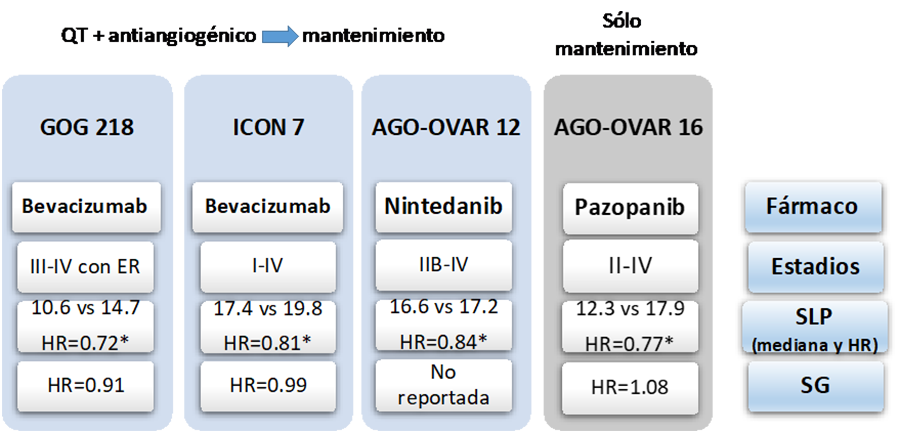 QT + antiangiogénico mantenimiento
Sólo
mantenimiento
GOG 218 ICON 7 AGO-OVAR 12 AGO-OVAR 16
Bevacizumab Bevacizumab Nintedanib Pazopanib Fármaco
III-IV con ER I-IV IIB-IV II-IV Estadios
10.6 vs 14.7 17.4 vs 19.8 16.6 vs 17.2 12.3 vs 17.9 SLP
HR=0.72* HR=0.81* HR=0.84* HR=0.77* (mediana y HR)
HR=0.91 HR=0.99 No reportada HR=1.08 SG